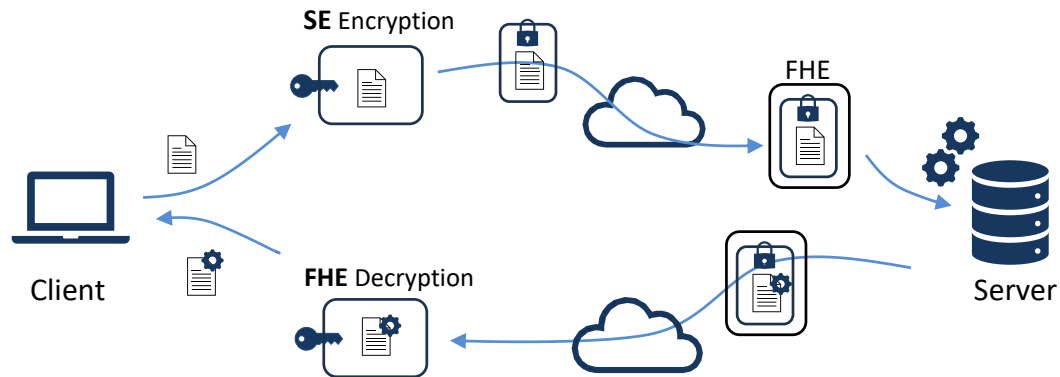 SE Encryption
FHE
Client
FHE Decryption
Server